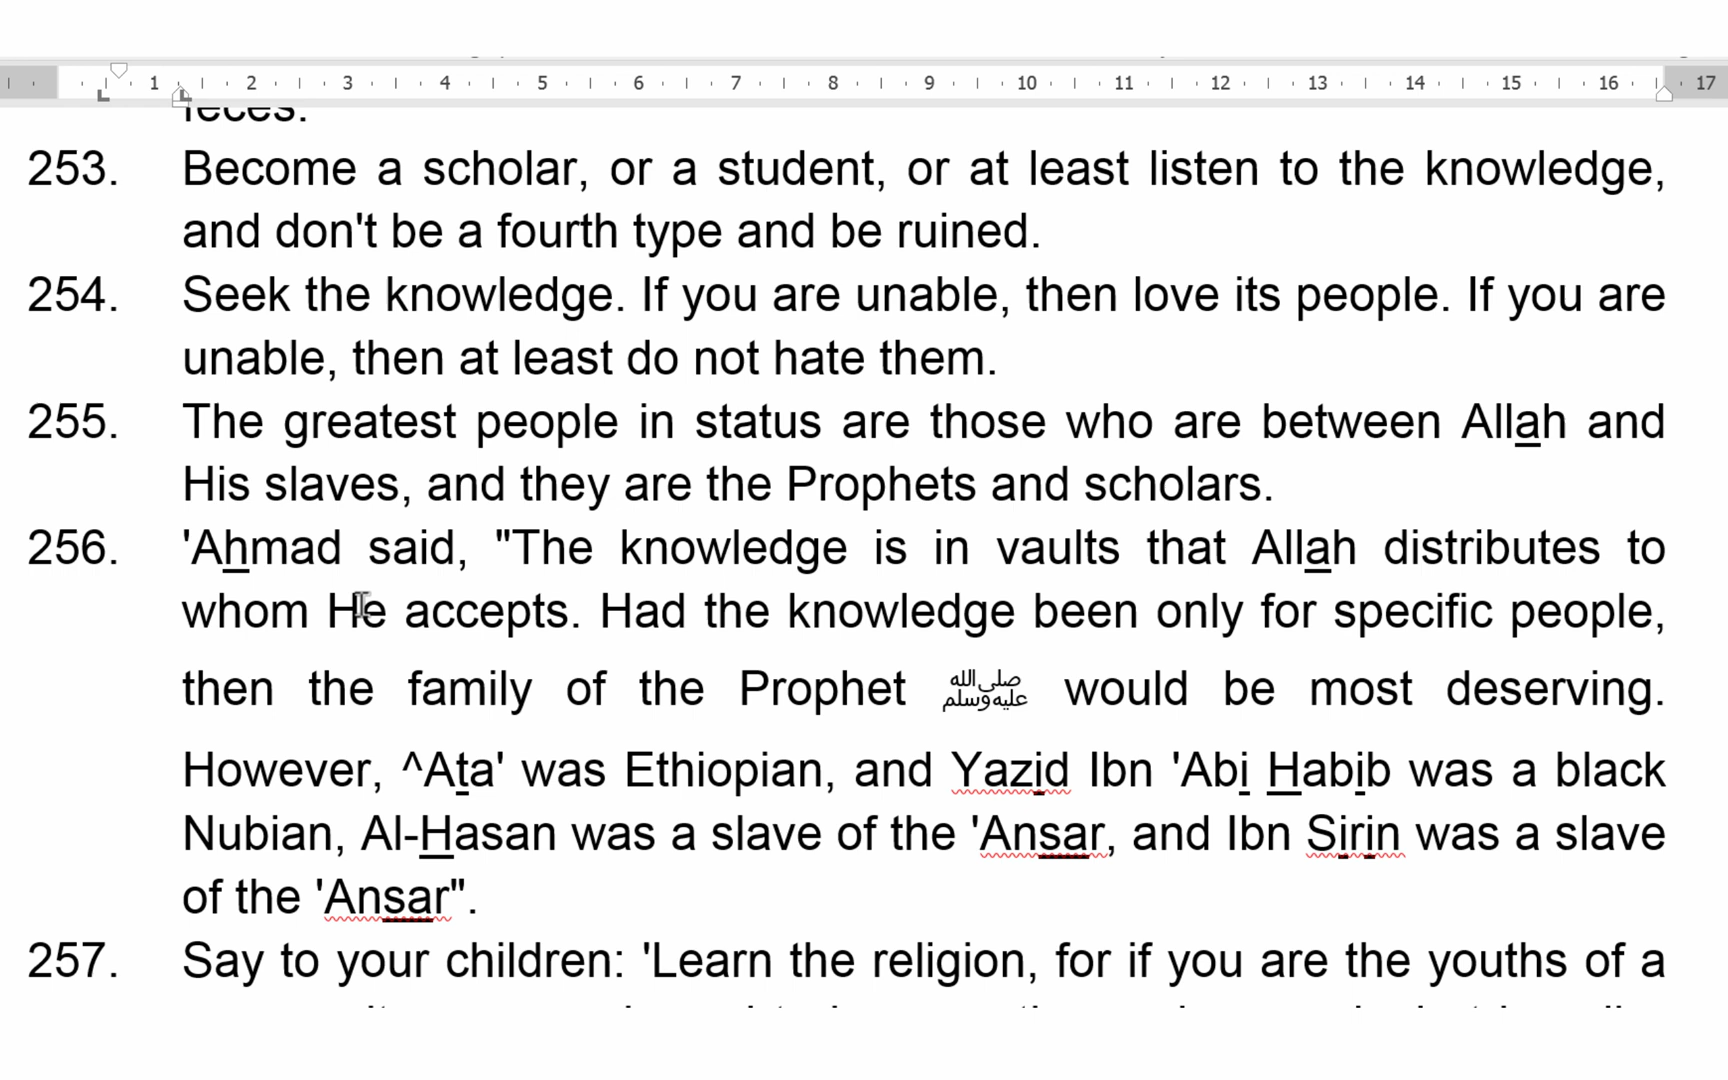 1 2 3 4 5 6 7 8 9 10 11 12 13 14 15 16 17
feces.
253. Become a scholar, or a student, or at least listen to the knowledge,
and don't be a fourth type and be ruined.
254. Seek the knowledge. If you are unable, then love its people. If you are
unable, then at least do not hate them.
255. The greatest people in status are those who are between Allah and
His slaves, and they are the Prophets and scholars.
256. 'Ahmad said, "The knowledge is in vaults that Allah distributes to
whom He accepts. Had the knowledge been only for specific people,
then the family of the Prophet صلى الله عليه وسلم would be most deserving.
However, ^Ata' was Ethiopian, and Yazid Ibn 'Abi Habib was a black
Nubian, Al-Hasan was a slave of the 'Ansar, and Ibn Sirin was a slave
of the 'Ansar".
257. Say to your children: 'Learn the religion, for if you are the youths of a